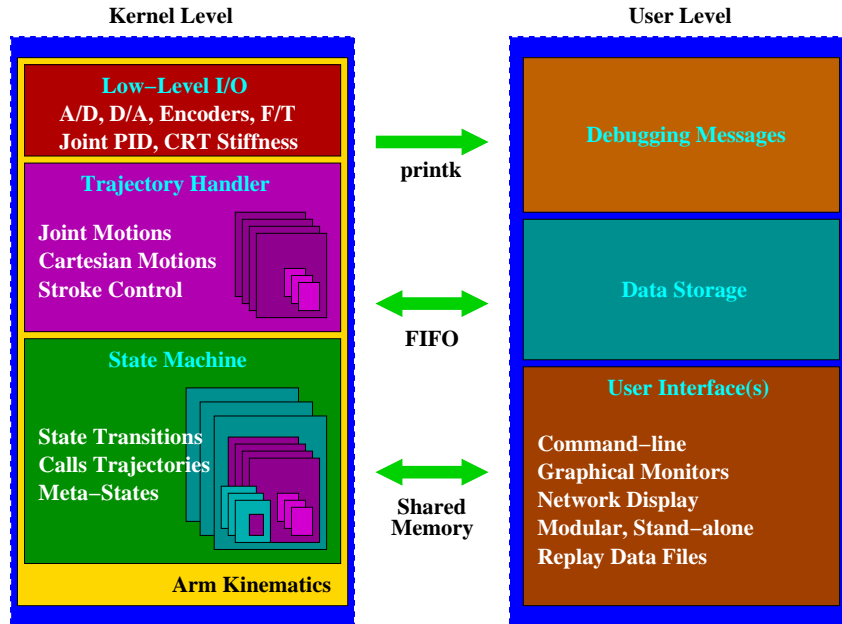 Kernel Level
Low−Level I/O
A/D, D/A, Encoders, F/T
Joint PID, CRT Stiffness
Trajectory Handler
Joint Motions
Cartesian Motions
Stroke Control
State Machine
State Transitions
Calls Trajectories
Meta−States
Arm Kinematics
printk
FIFO
Shared
Memory
User Level
Debugging Messages
Data Storage
User Interface(s)
Command−line
Graphical Monitors
Network Display
Modular, Stand−alone
Replay Data Files